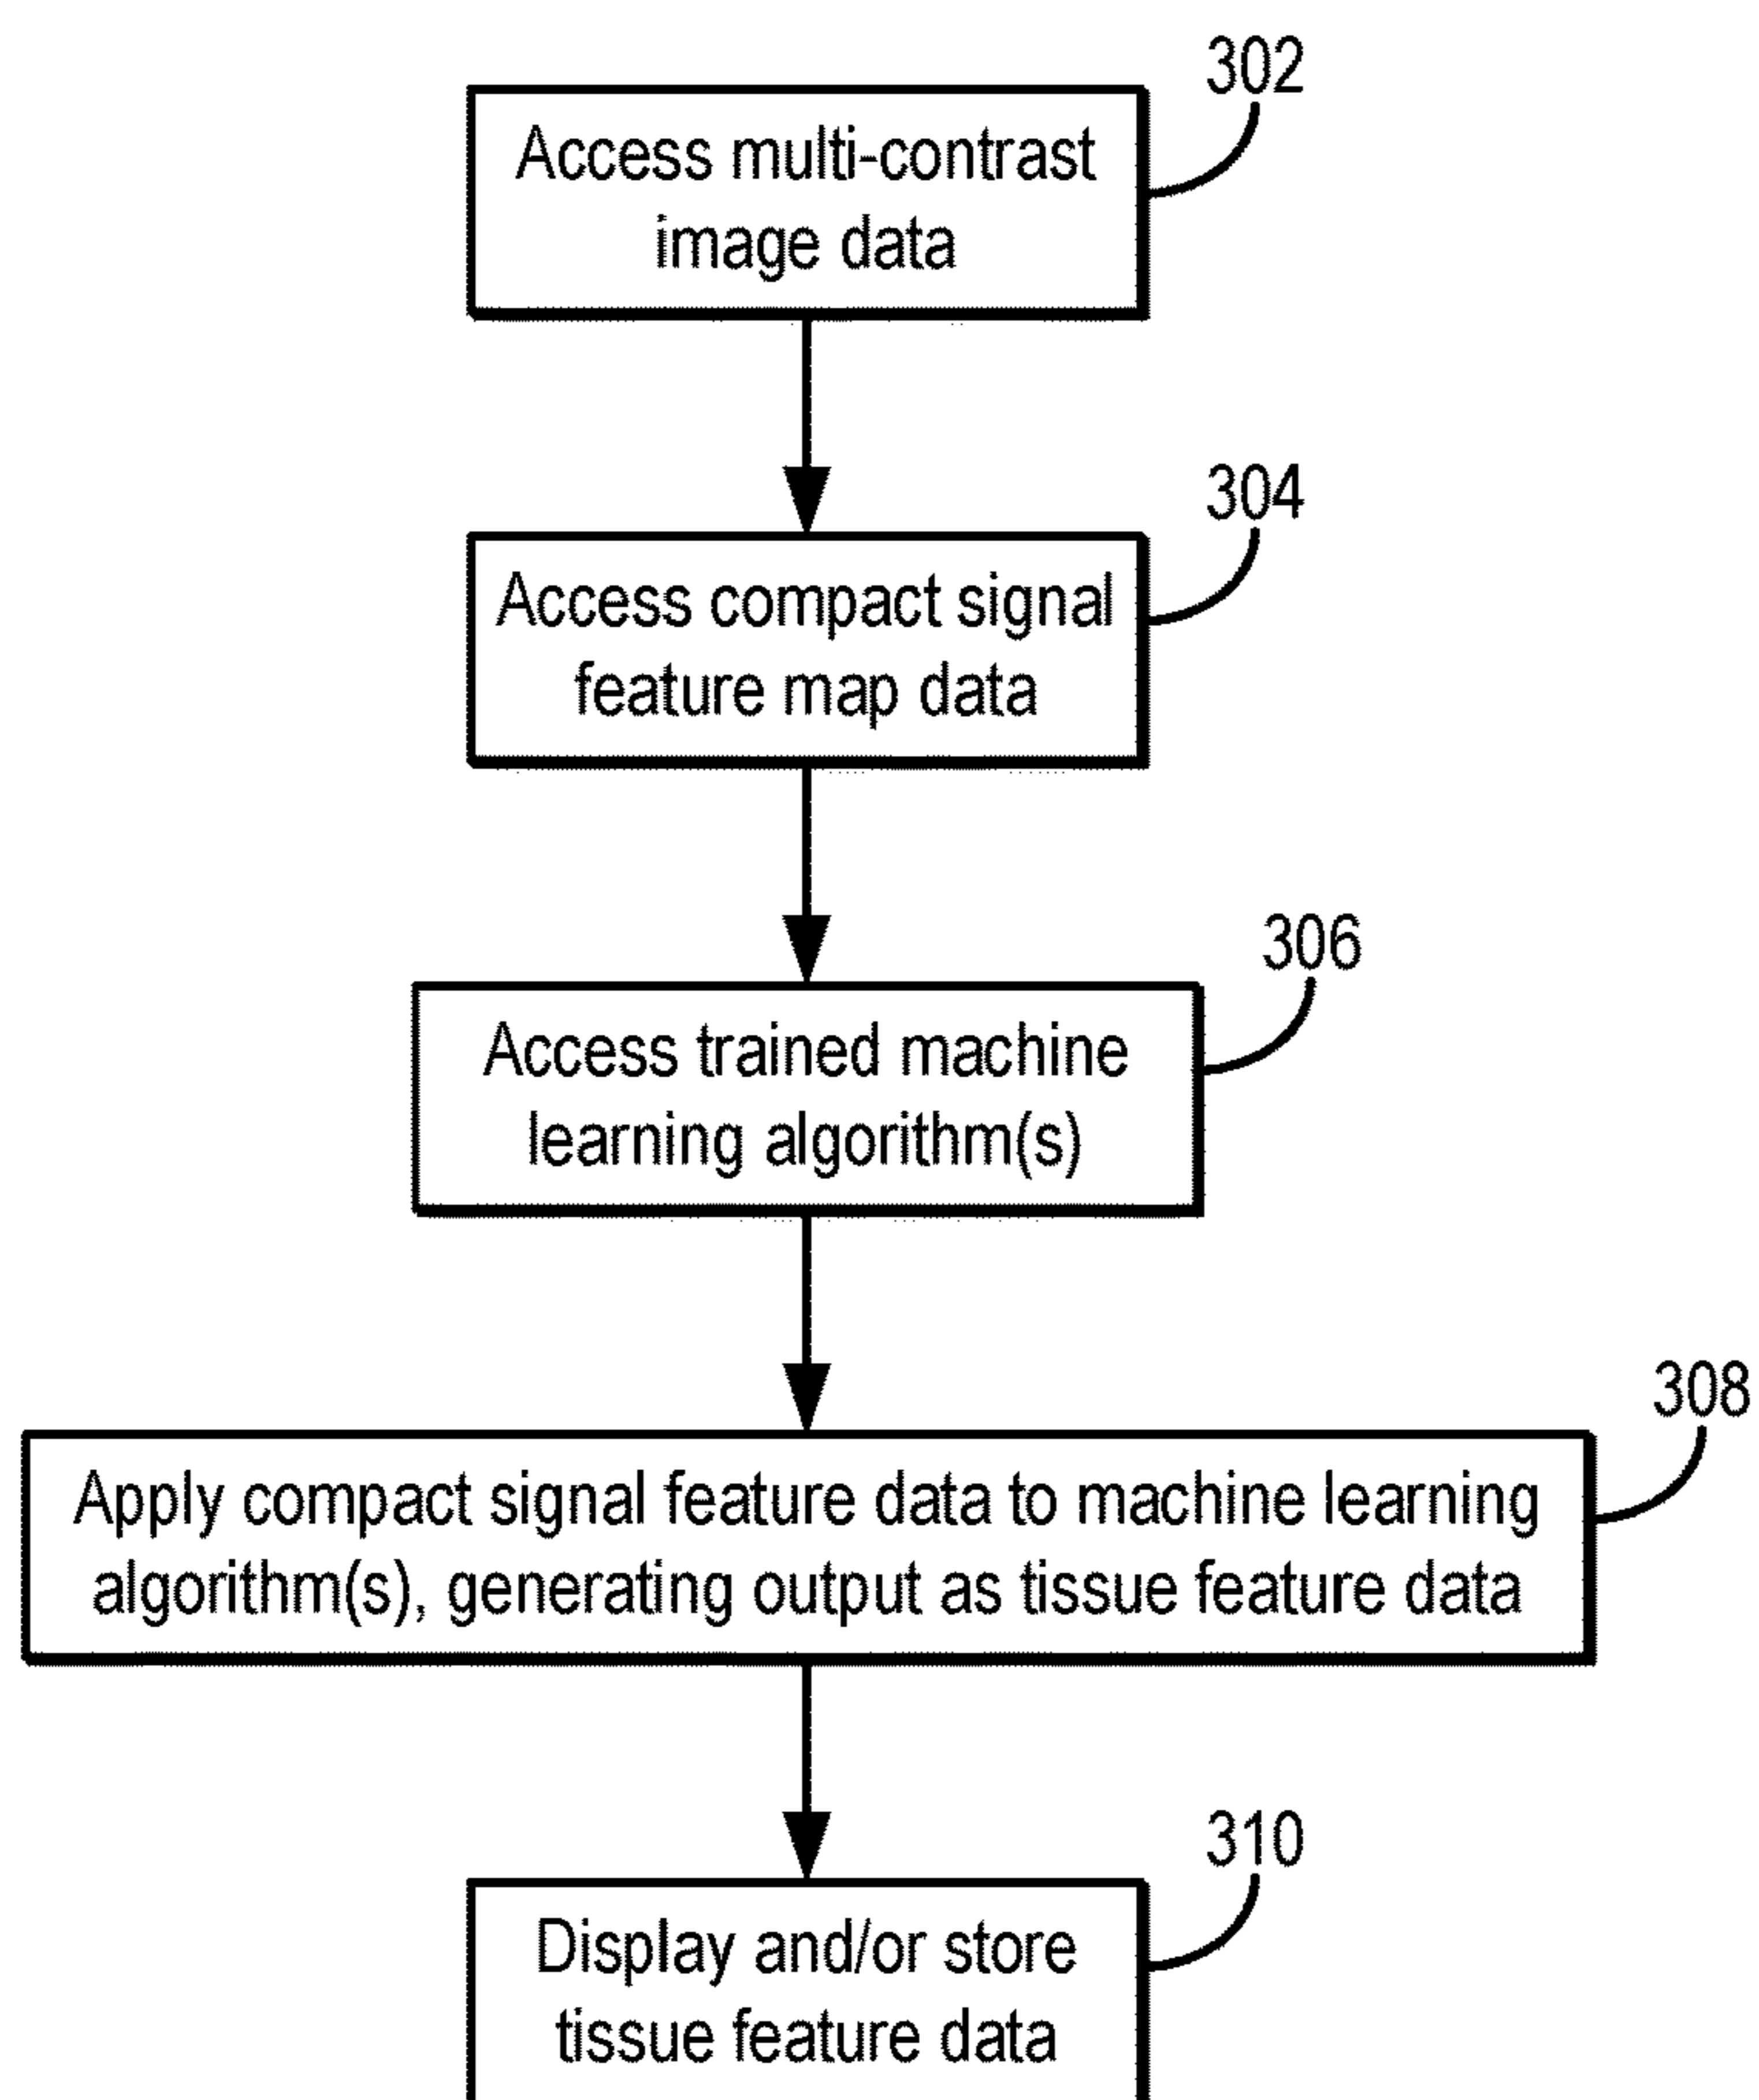 302
Access multi-contrast
image data
304
Access compact signal
feature map data
306
Access trained machine
learning algorithm(s)
308
Apply compact signal feature data to machine learning
algorithm(s), generating output as tissue feature data
310
Display and/or store
tissue feature data